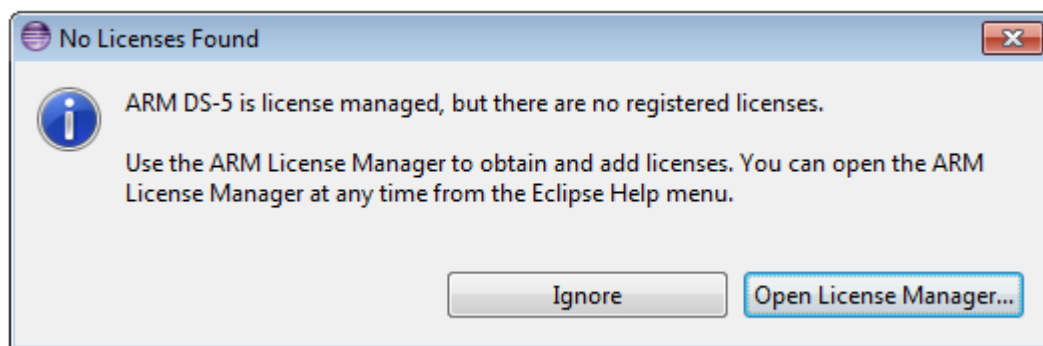 No Licenses Found
ARM DS-5 is license managed, but there are no registered licenses.
Use the ARM License Manager to obtain and add licenses. You can open the ARM
License Manager at any time from the Eclipse Help menu.
Ignore
Open License Manager...